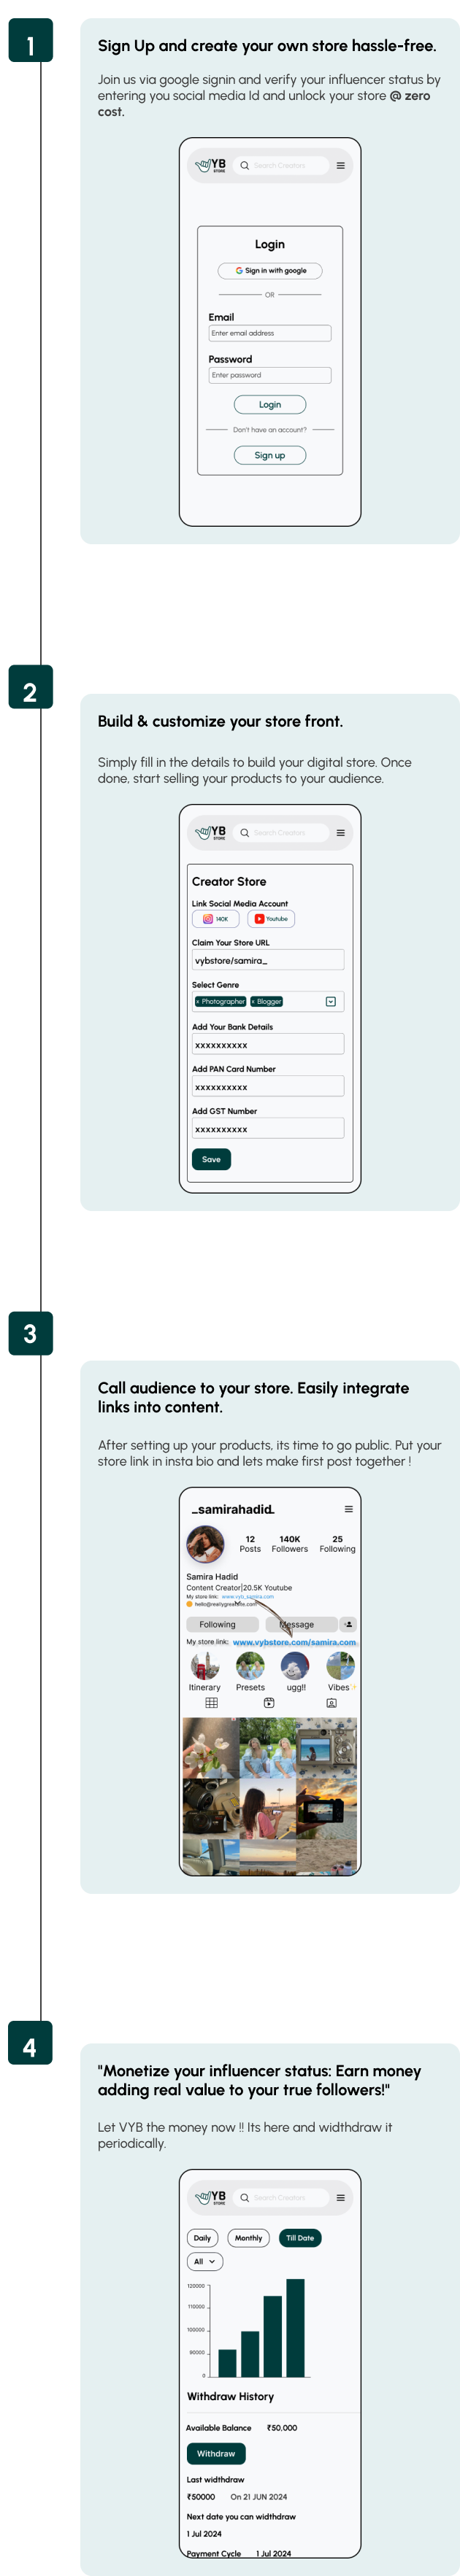 1
Sign Up and create your own store hassle-free.
Join us via google signin and verify your influencer status by
entering you social media Id and unlock your store @ zero
cost.
VYB
STORE
Search Creators
Login
Sign in with google
OR
Email
Enter email address
Password
Enter password
Login
Don't have an account?
Sign up
2
Build & customize your store front.
Simply fill in the details to build your digital store. Once
done, start selling your products to your audience.
VYB
STORE
Search Creators
Creator Store
Link Social Media Account
140K
Youtube
Claim Your Store URL
vybstore/samira_
Select Genre
× Photographer × Blogger
Add Your Bank Details
xxxxxxxxxx
Add PAN Card Number
xxxxxxxxxx
Add GST Number
xxxxxxxxxx
Save
3
Call audience to your store. Easily integrate
links into content.
After setting up your products, its time to go public. Put your
store link in insta bio and lets make first post together !
_samirahadid_
12 140K 25
Posts Followers Following
Samira Hadid
Content Creator|20.5K Youtube
My store link: www.vyb_samira.com
Following Message
My store link: www.vybstore.com/samira.com
Itinerary Presets ugg!! Vibes✨
4
"Monetize your influencer status: Earn money
adding real value to your true followers!"
Let VYB the money now !! Its here and widthdraw it
periodically.
VYB
STORE
Search Creators
Daily Monthly Till Date
All
120000
110000
100000
90000
0
Withdraw History
Available Balance ₹50,000
Withdraw
Last widthdraw
₹50000 On 21 JUN 2024
Next date you can widthdraw
1 Jul 2024
Payment Cycle 1 Jul 2024